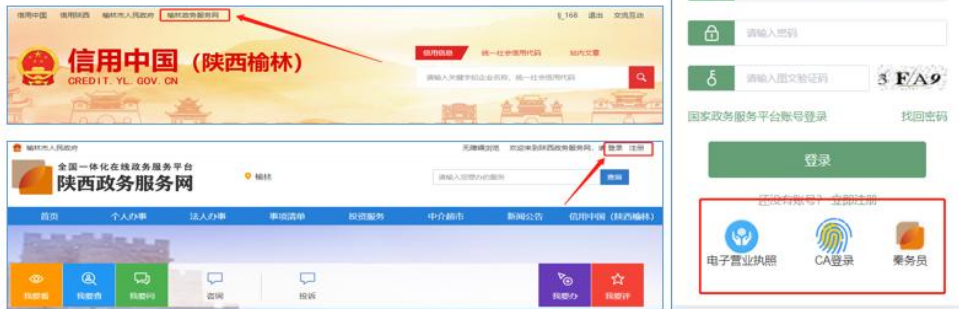 信用中国 信用陕西 榆林市人民政府 榆林政务服务网
lj_168 退出 交流互动
信用中国（陕西榆林）
CREDIT. YL. GOV. CN
信用信息 统一社会信用代码 站内文章
请输入关键字如企业名称、统一社会信用代码
榆林市人民政府
无障碍浏览 欢迎来到陕西政务服务网，请 登录 注册
全国一体化在线政务服务平台
陕西政务服务网
榆林
请输入您想办的服务
查询
首页 个人办事 法人办事 事项清单 投资服务 中介超市 新闻公告 信用中国（陕西榆林）
我要看 我要查 我要问 咨询 投诉 我要办 我要评
请输入密码
请输入图文验证码
3 FA9
国家政务服务平台账号登录 找回密码
登录
还没有账号？ 立即注册
电子营业执照 CA登录 秦务员